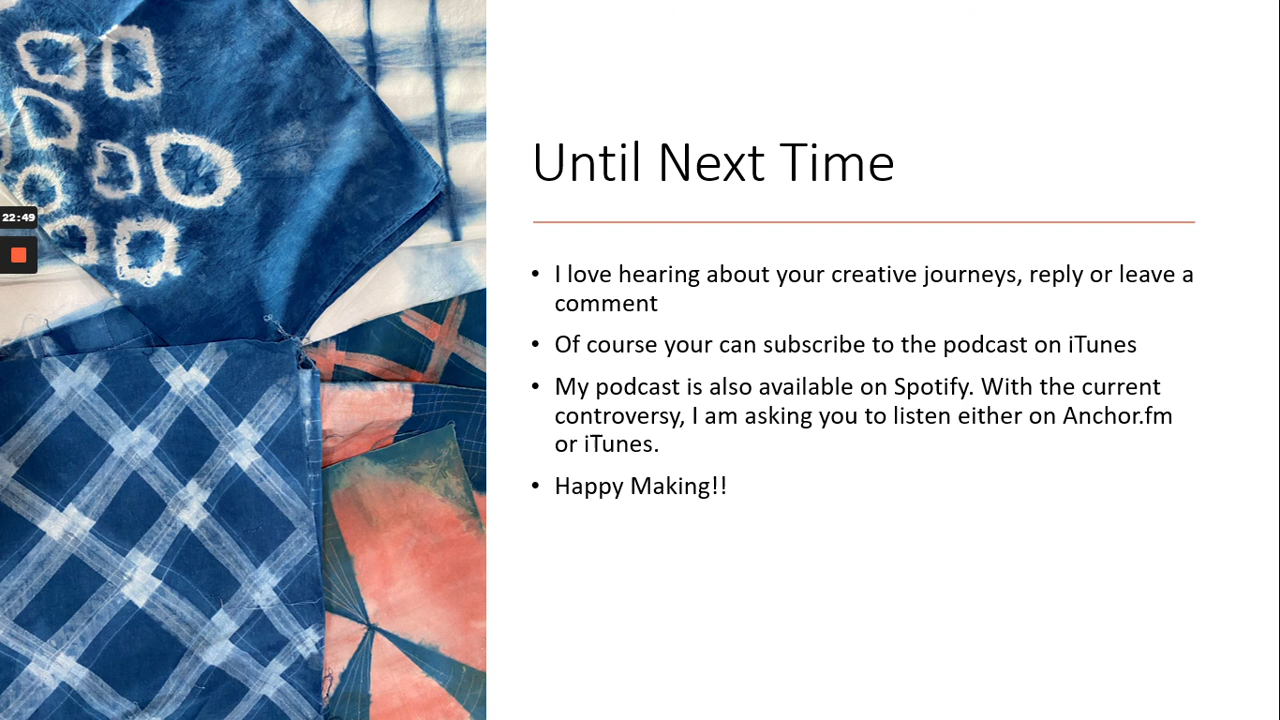 22:49
Until Next Time
• I love hearing about your creative journeys, reply or leave a
comment
• Of course your can subscribe to the podcast on iTunes
• My podcast is also available on Spotify. With the current
controversy, I am asking you to listen either on Anchor.fm
or iTunes.
• Happy Making!!